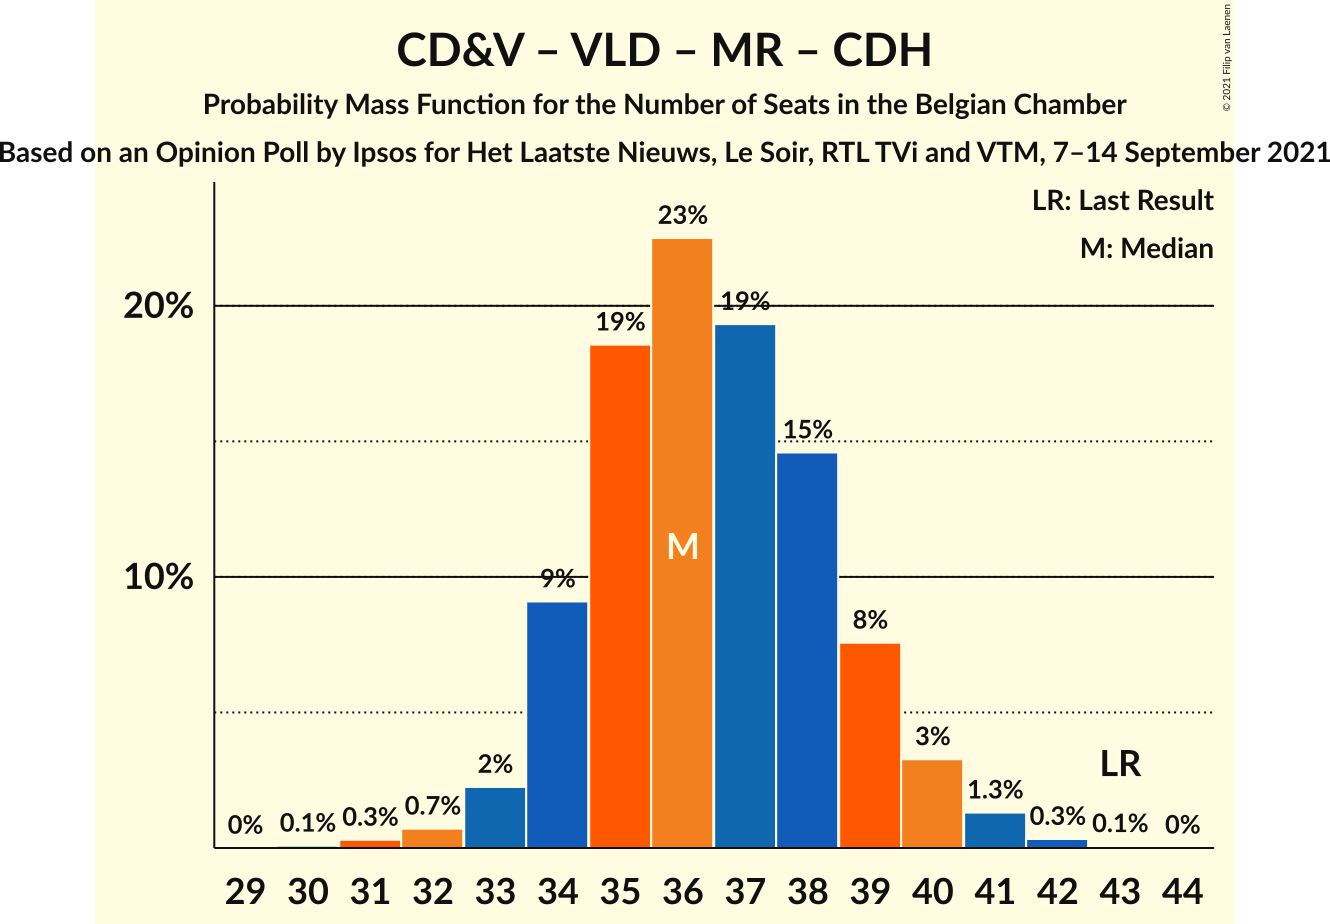 CD&V – VLD – MR – CDH
Probability Mass Function for the Number of Seats in the Belgian Chamber
Based on an Opinion Poll by Ipsos for Het Laatste Nieuws, Le Soir, RTL TVi and VTM, 7–14 September 2021
© 2021 Filip van Laenen
LR: Last Result
M: Median
20%
10%
0%
0.1%
0.3%
0.7%
2%
9%
19%
23%
19%
15%
8%
3%
1.3%
0.3%
0.1%
0%
M
LR
29 30 31 32 33 34 35 36 37 38 39 40 41 42 43 44